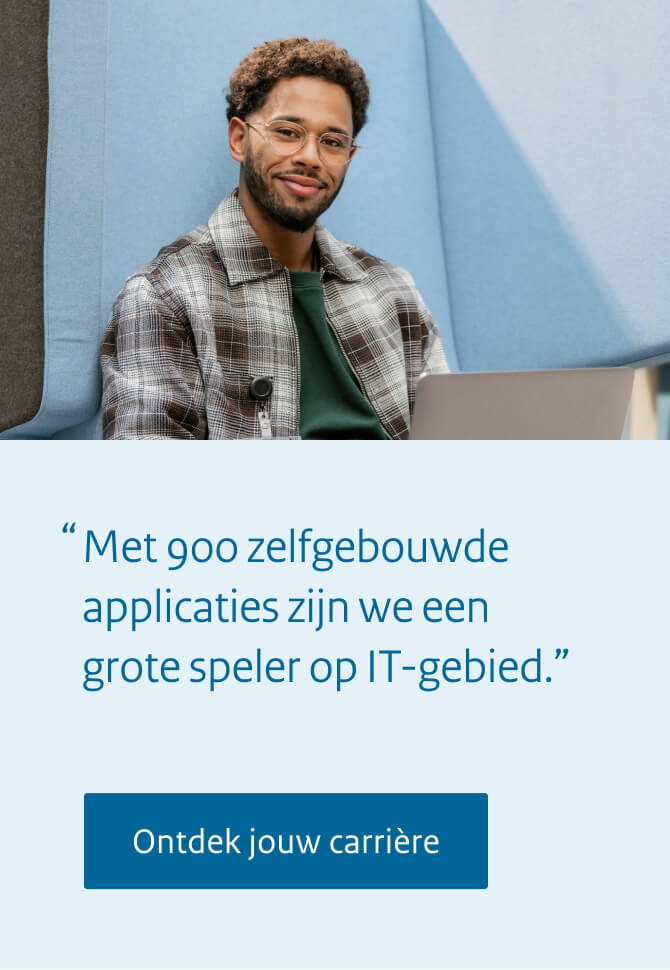 “Met 900 zelfgebouwde
applicaties zijn we een
grote speler op IT-gebied.”
Ontdek jouw carrière